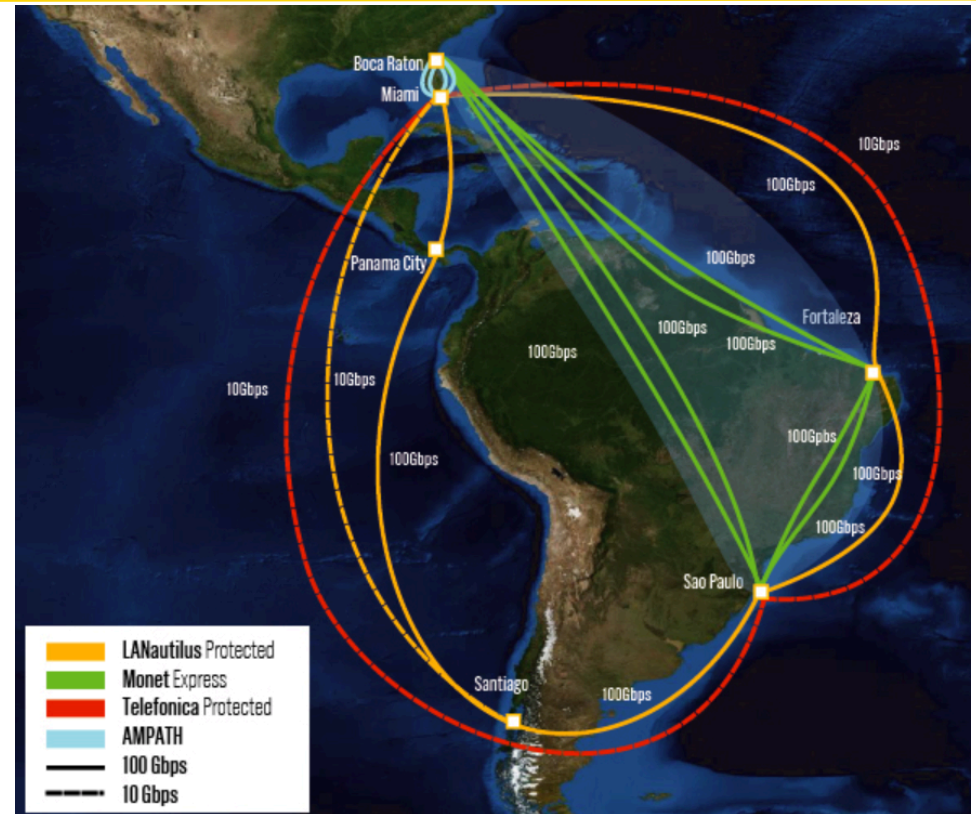 Boca Raton
Miami
10Gbps
100Gbps
Panama City
100Gbps
Fortaleza
100Gbps
100Gbps
100Gbps
10Gbps
10Gbps
100Gbps
100Gpbs
100Gbps
100Gbps
Sao Paulo
Santiago
100Gbps
LANautilus Protected
Monet Express
Telefonica Protected
AMPATH
100 Gbps
10 Gbps